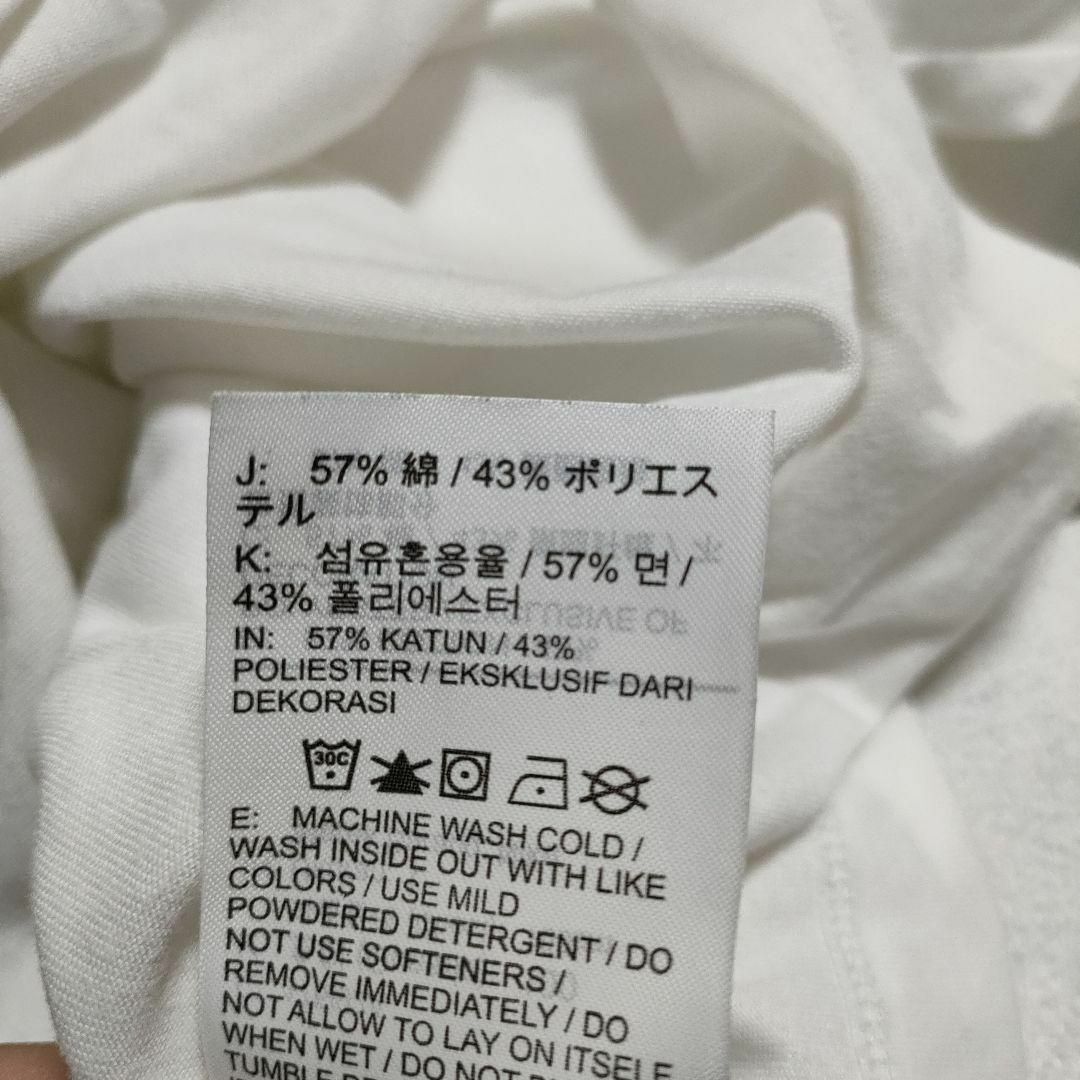 J: 57% 綿 / 43% ポリエス
テル
K: 섬유혼용율 / 57% 면 /
43% 폴리에스터
IN: 57% KATUN / 43%
POLIESTER / EKSKLUSIF DARI
DEKORASI
30C
E: MACHINE WASH COLD /
WASH INSIDE OUT WITH LIKE
COLORS / USE MILD
POWDERED DETERGENT / DO
NOT USE SOFTENERS /
REMOVE IMMEDIATELY / DO
NOT ALLOW TO LAY ON ITSELF
WHEN WET / DO NOT
TUMBLE